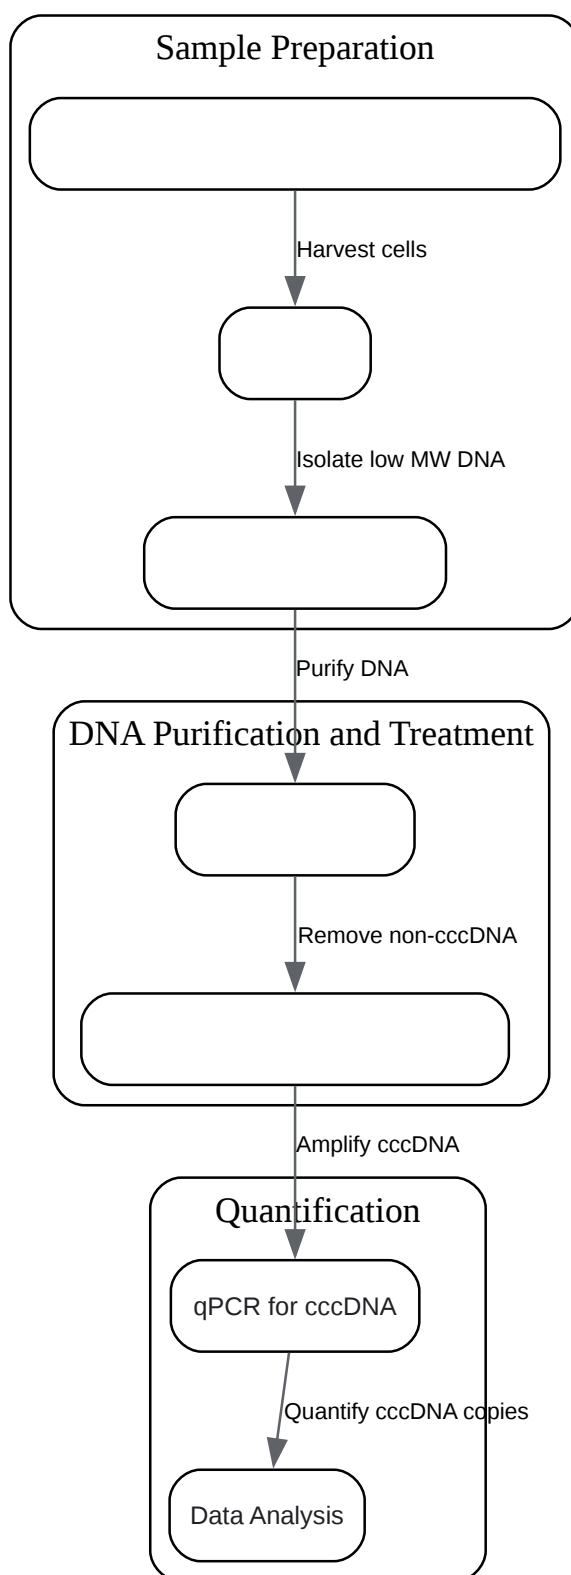 Sample Preparation
Harvest cells
Isolate low MW DNA
Purify DNA
DNA Purification and Treatment
Remove non-cccDNA
Amplify cccDNA
Quantification
qPCR for cccDNA
Quantify cccDNA copies
Data Analysis